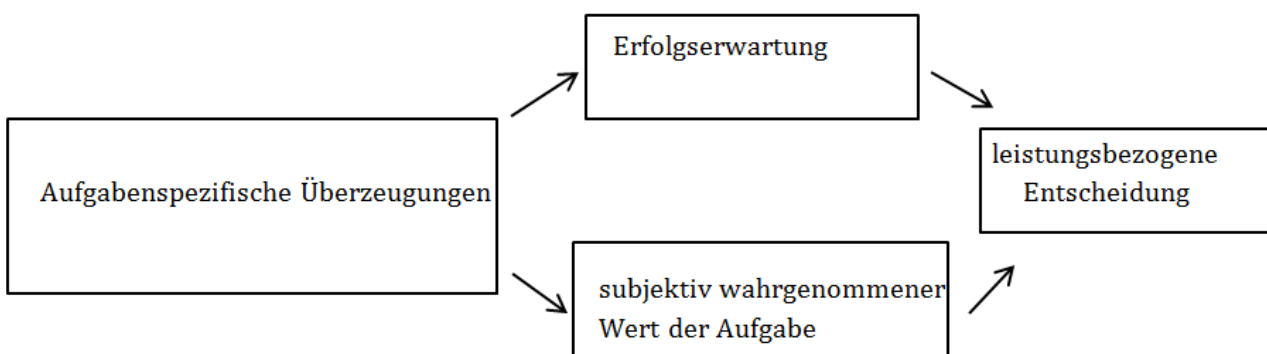 Erfolgserwartung
leistungsbezogene
Entscheidung
Aufgabenspezifische Überzeugungen
subjektiv wahrgenommener
Wert der Aufgabe